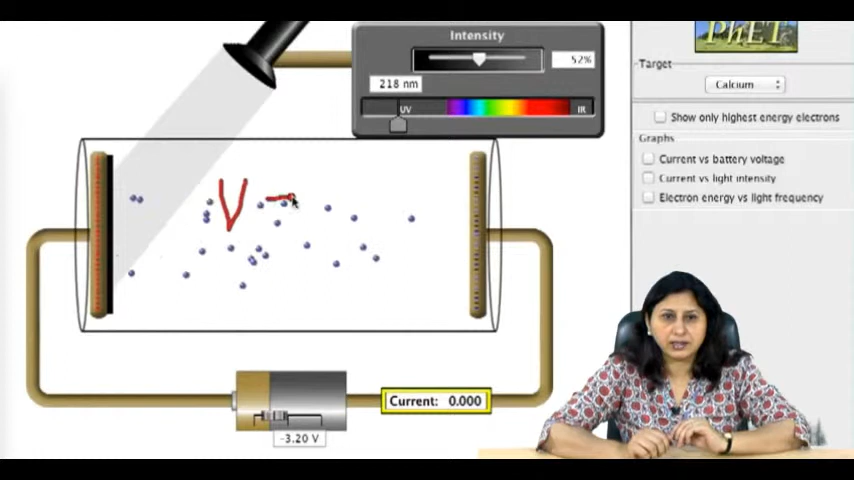 PhET
Intensity
52%
218 nm
UV
IR
Target
Calcium
Show only highest energy electrons
Graphs
Current vs battery voltage
Current vs light intensity
Electron energy vs light frequency
V
Current: 0.000
-3.20 V